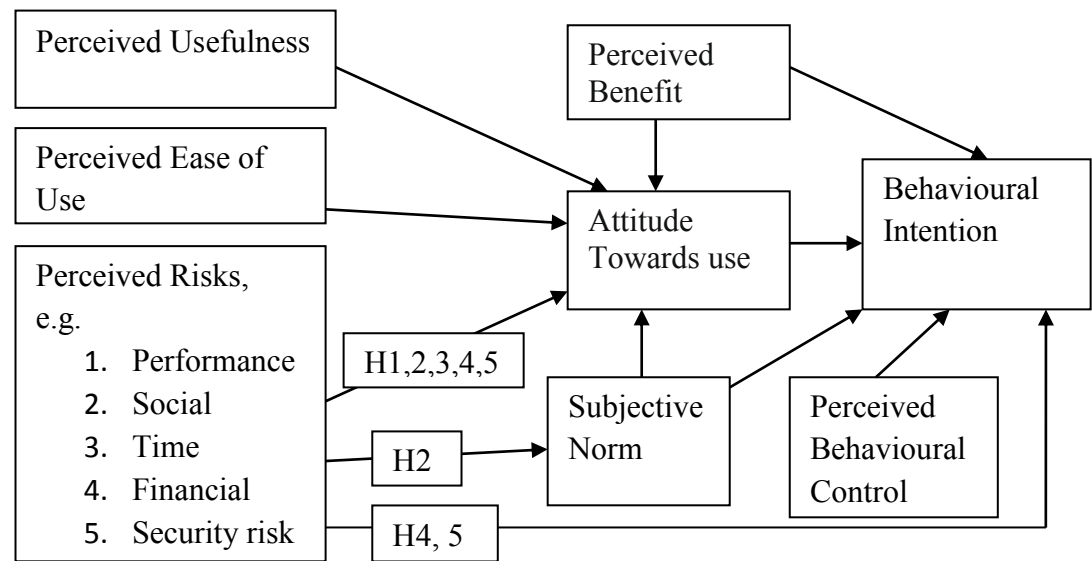 Perceived Usefulness
Perceived
Benefit
Perceived Ease of
Use
Attitude
Towards use
Behavioural
Intention
Perceived Risks,
e.g.
1. Performance
2. Social
3. Time
4. Financial
5. Security risk
H1,2,3,4,5
H2
H4, 5
Subjective
Norm
Perceived
Behavioural
Control